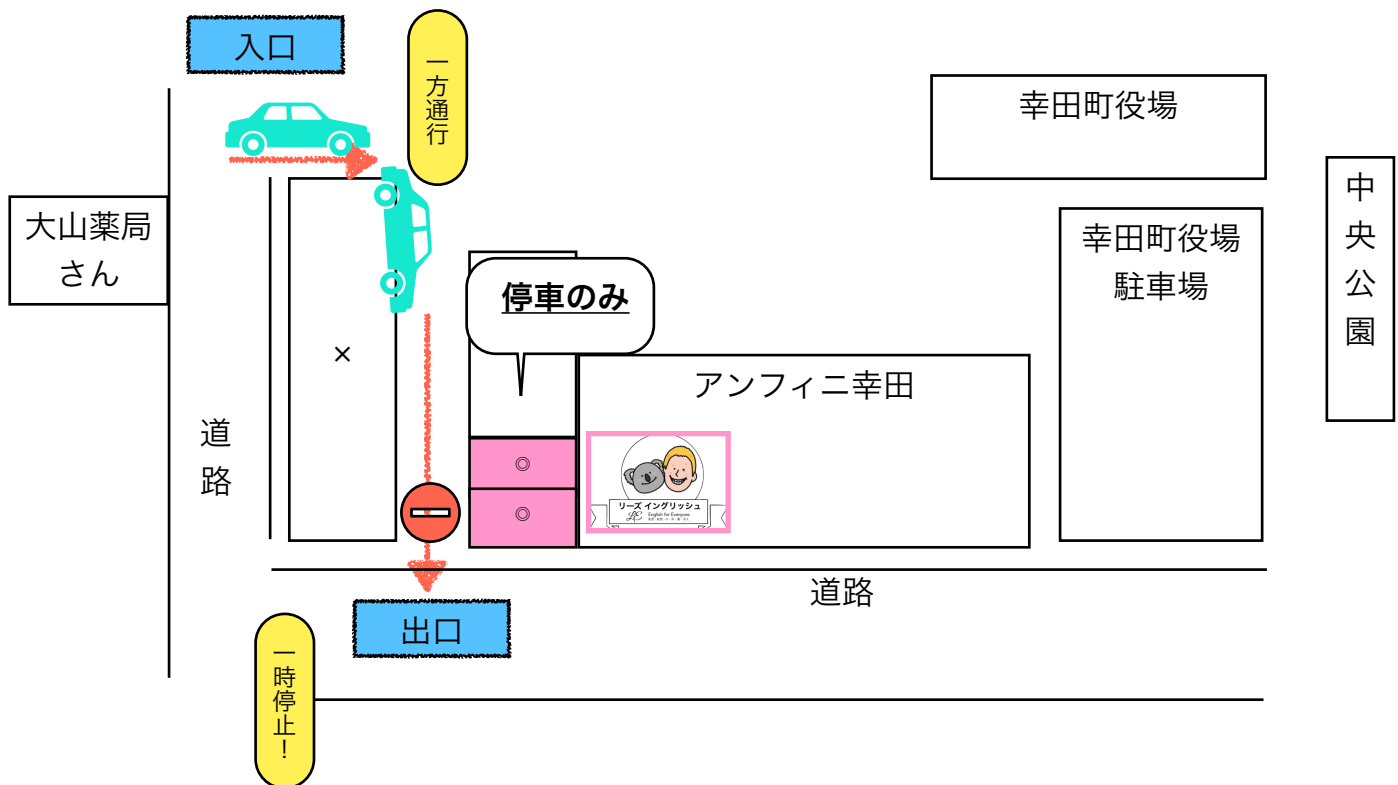 入口
一方通行
幸田町役場
大山薬局
さん
幸田町役場
駐車場
中央公園
停車のみ
×
アンフィニ幸田
道路
◎
◎
リーズ イングリッシュ
English for Everyone
道路
出口
一時停止！